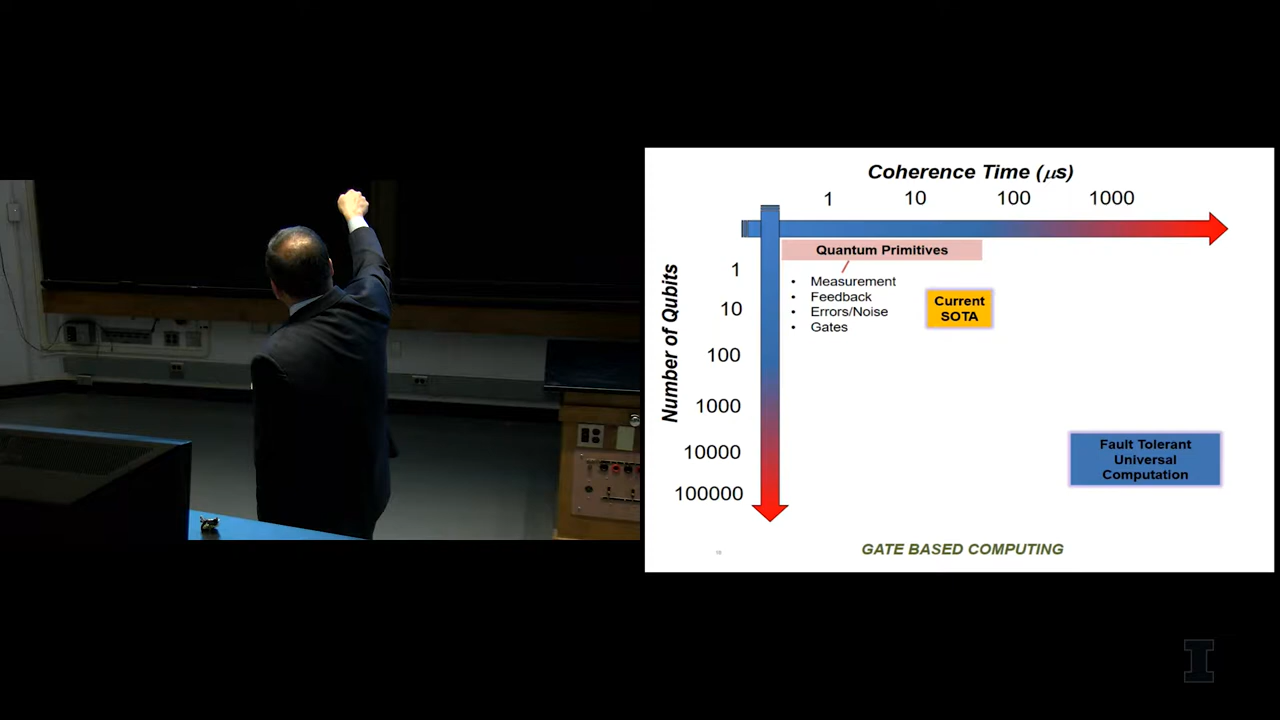 Coherence Time (μs)
1 10 100 1000
Quantum Primitives
• Measurement
• Feedback
• Errors/Noise
• Gates
Number of Qubits
1
10
100
1000
10000
100000
Current
SOTA
Fault Tolerant
Universal
Computation
GATE BASED COMPUTING
I